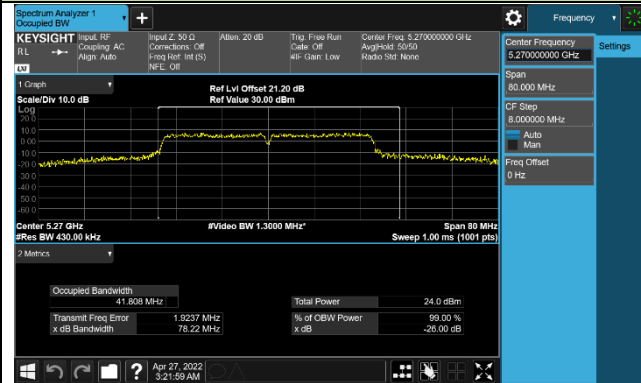 Spectrum Analyzer 1
Occupied BW
+
Frequency
KEYSIGHT
RL
LXI
Input: RF
Coupling: AC
Align: Auto
Input Z: 50 Ω
Corrections: Off
Freq Ref: Int (S)
NFE: Off
Atten: 20 dB
Trig: Free Run
Gate: Off
#IF Gain: Low
Center Freq: 5.270000000 GHz
Avg|Hold: 50/50
Radio Std: None
Center Frequency
5.270000000 GHz
Settings
Span
80.000 MHz
CF Step
8.000000 MHz
Auto
Man
Freq Offset
0 Hz
1 Graph
Scale/Div 10.0 dB
Ref Lvl Offset 21.20 dB
Ref Value 30.00 dBm
Log
20.0
10.0
0.00
-10.0
-20.0
-30.0
-40.0
-50.0
-60.0
Center 5.27 GHz
#Video BW 1.3000 MHz*
Span 80 MHz
#Res BW 430.00 kHz
Sweep 1.00 ms (1001 pts)
2 Metrics
Occupied Bandwidth
41.808 MHz
Total Power 24.0 dBm
Transmit Freq Error 1.9237 MHz
% of OBW Power 99.00 %
x dB Bandwidth 78.22 MHz
x dB -26.00 dB
?
Apr 27, 2022
3:21:59 AM